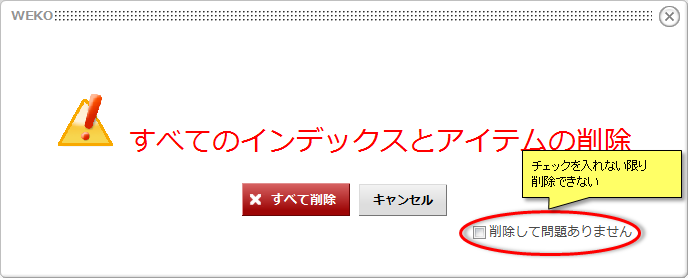 WEKO
すべてのインデックスとアイテムの削除
チェックを入れない限り
削除できない
すべて削除
キャンセル
削除して問題ありません